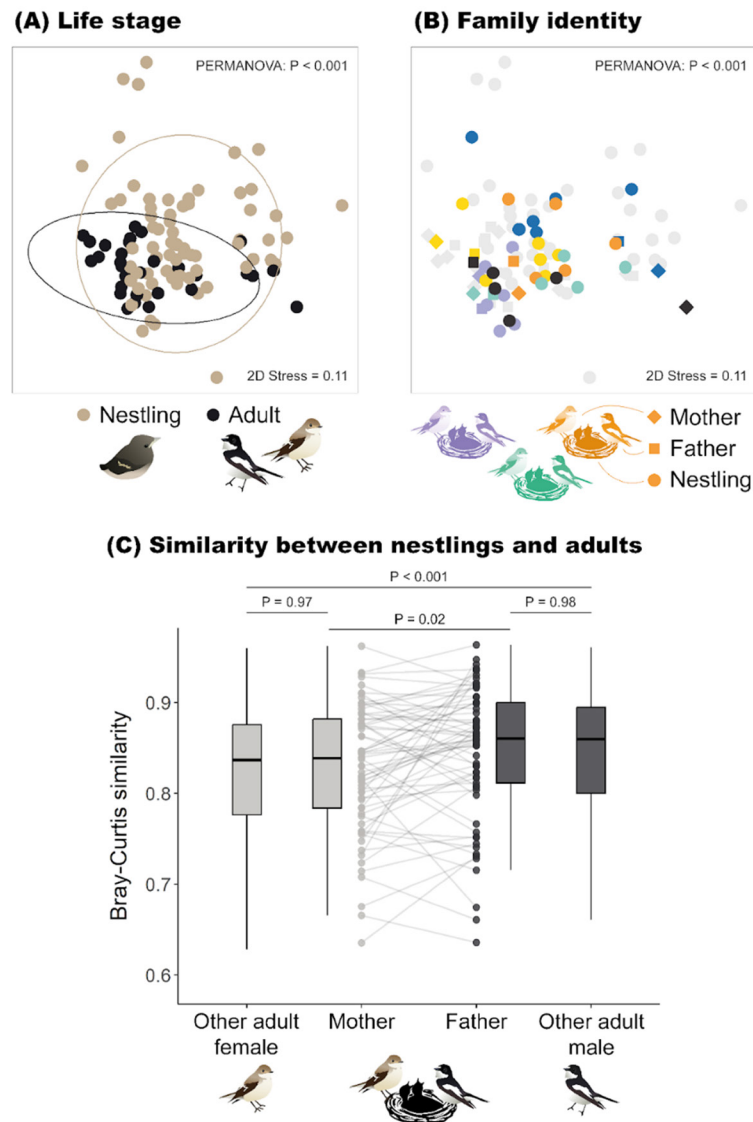 (A) Life stage
(B) Family identity
PERMANOVA: P < 0.001
PERMANOVA: P < 0.001
2D Stress = 0.11
2D Stress = 0.11
Nestling
Adult
Mother
Father
Nestling
(C) Similarity between nestlings and adults
P < 0.001
P = 0.97
P = 0.98
P = 0.02
Bray-Curtis similarity
0.9
0.8
0.7
0.6
Other adult
female
Mother
Father
Other adult
male